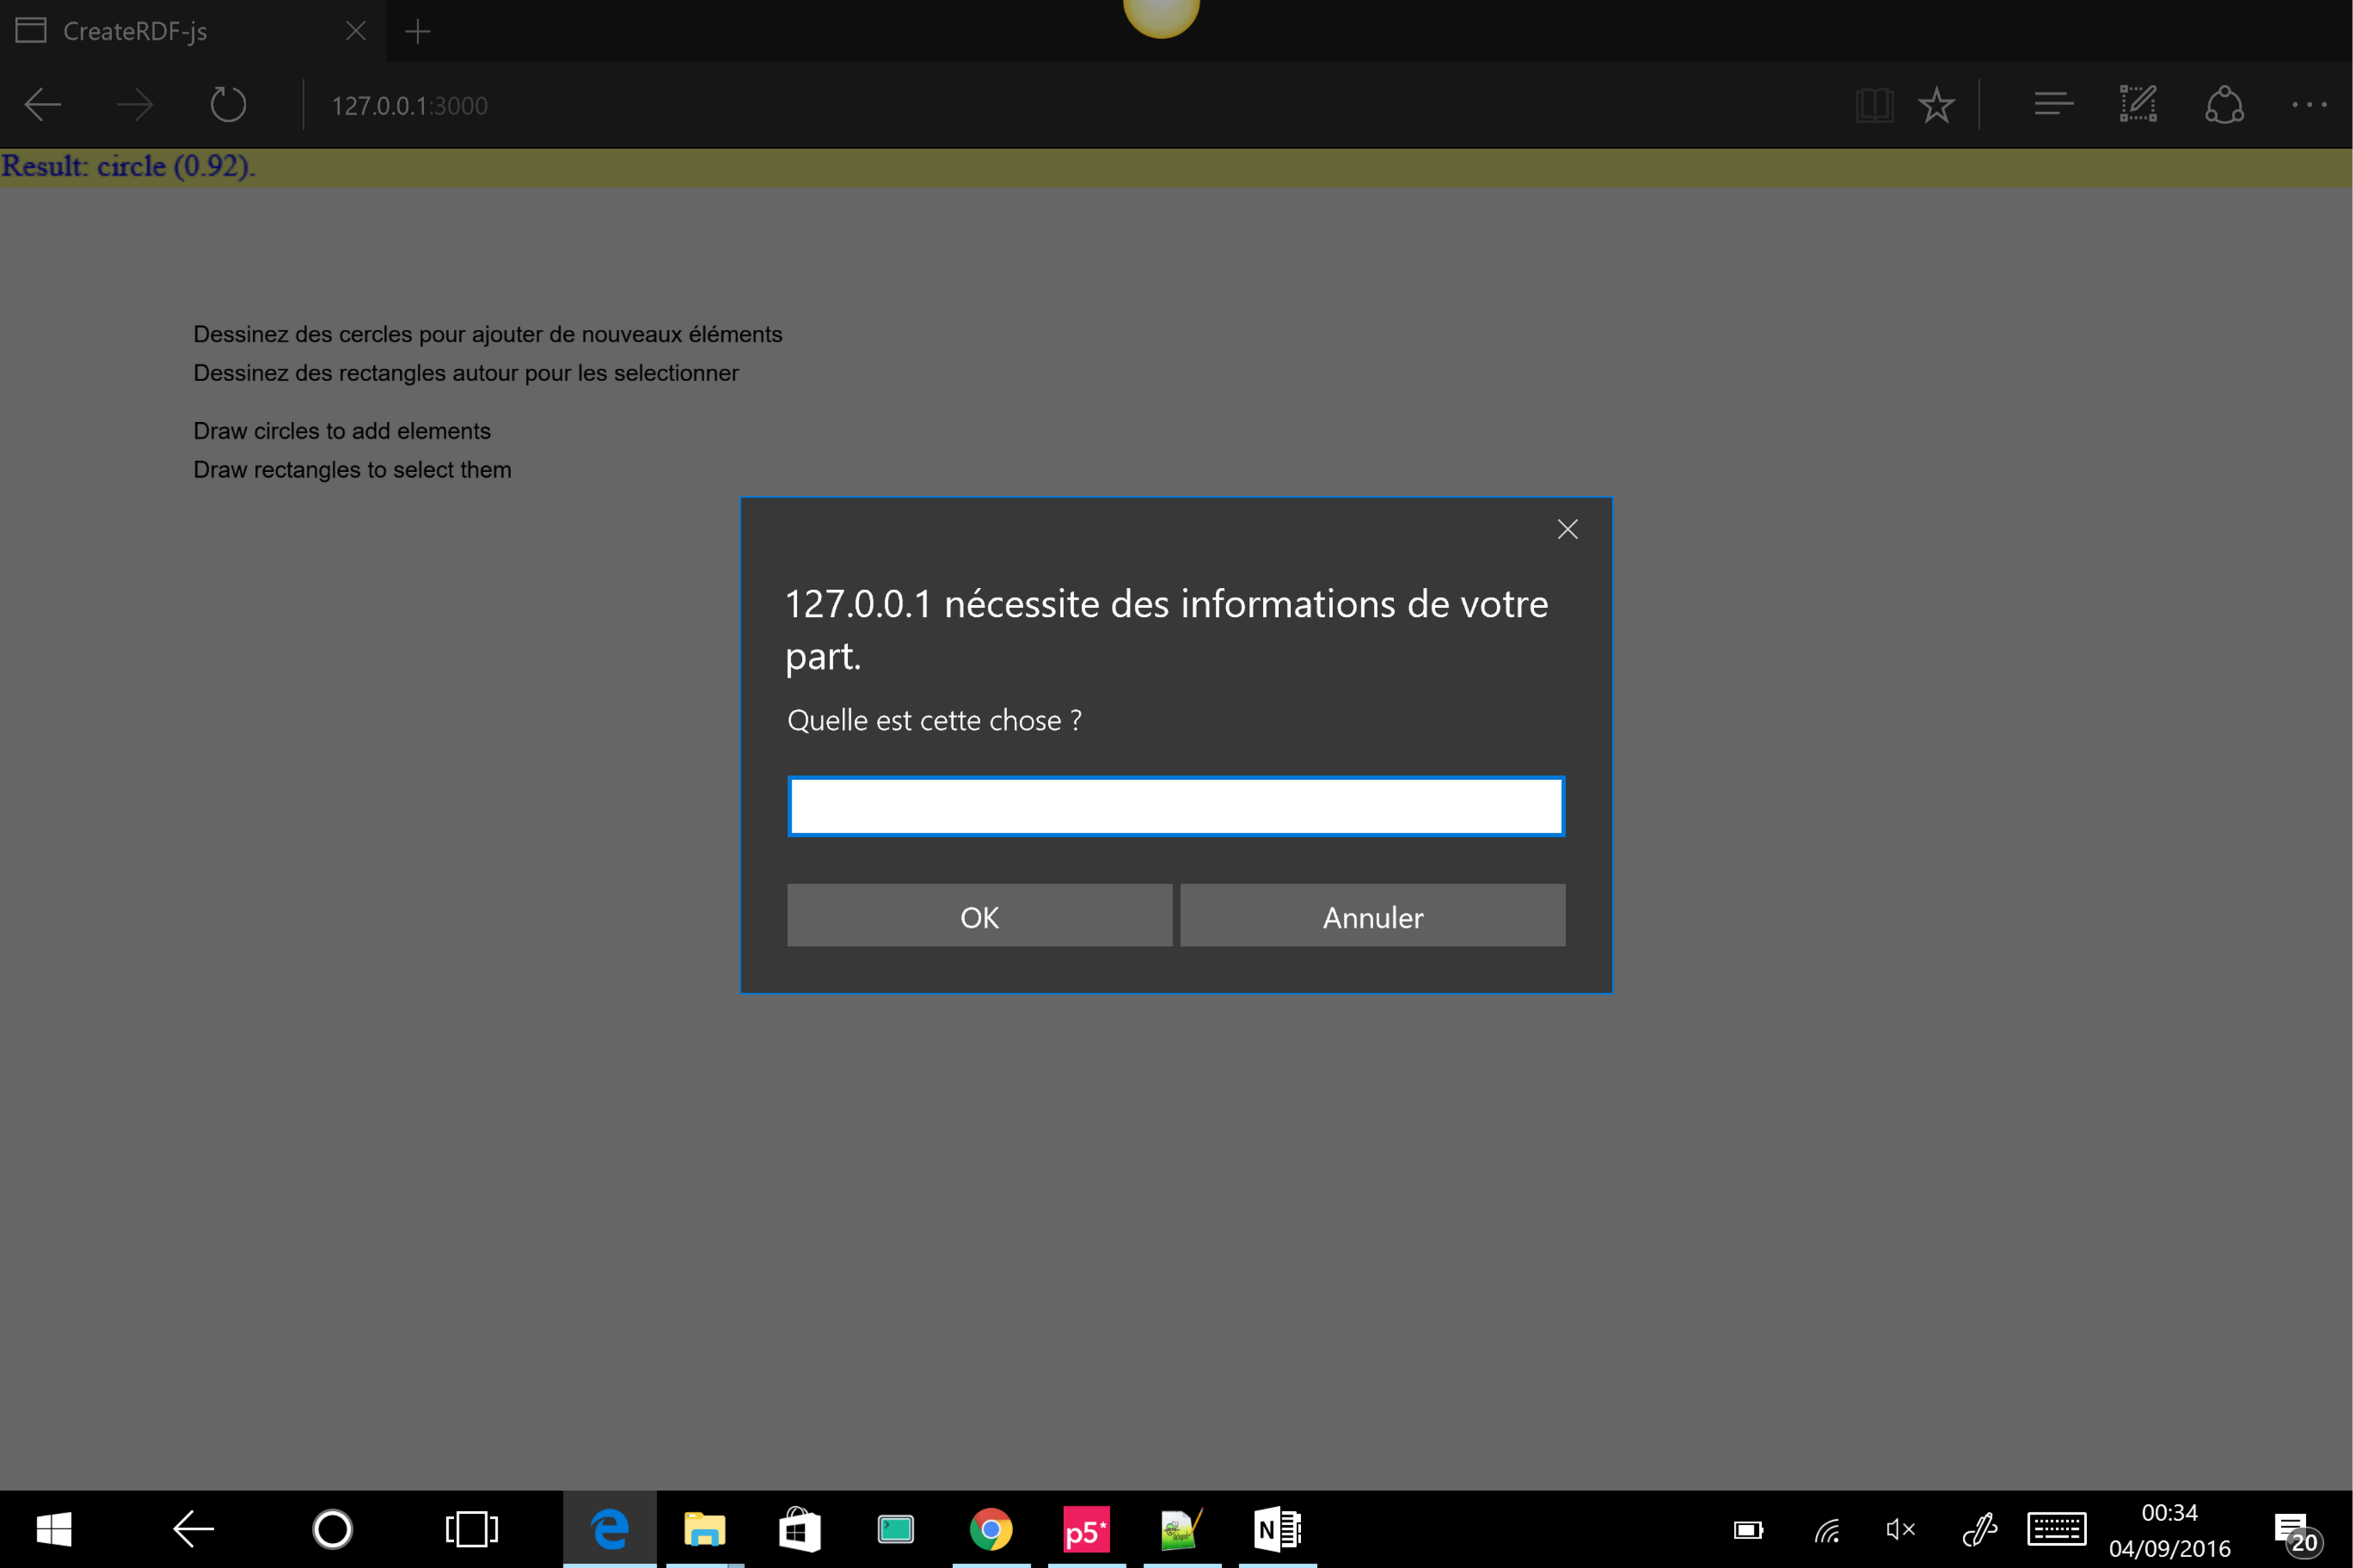 CreateRDF-js
127.0.0.1:3000
Result: circle (0.92).
Dessinez des cercles pour ajouter de nouveaux éléments
Dessinez des rectangles autour pour les selectionner
Draw circles to add elements
Draw rectangles to select them
127.0.0.1 nécessite des informations de votre
part.
Quelle est cette chose ?
OK Annuler
p5*
N
00:34
04/09/2016
20